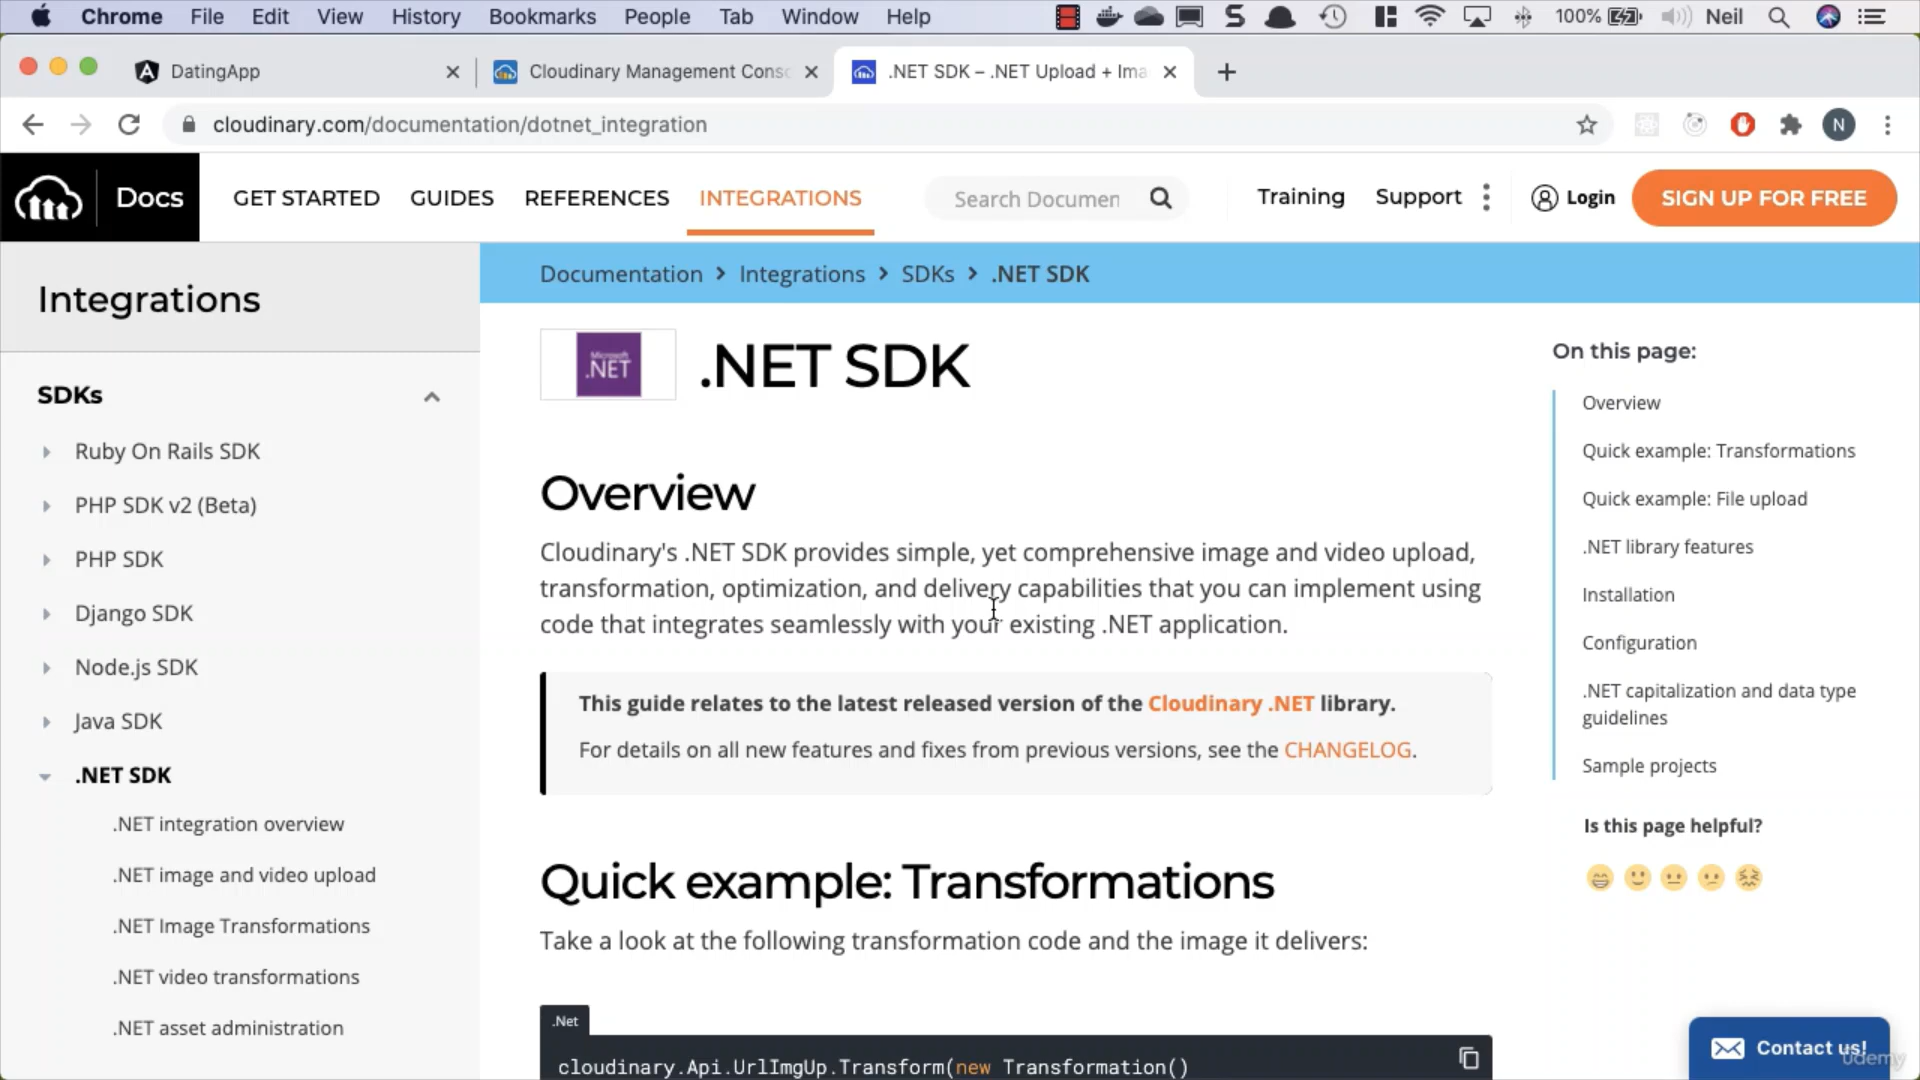 Chrome File Edit View History Bookmarks People Tab Window Help 100% Neil
DatingApp Cloudinary Management Conso .NET SDK – .NET Upload + Ima
cloudinary.com/documentation/dotnet_integration N
Docs GET STARTED GUIDES REFERENCES INTEGRATIONS Search Documen Training Support Login SIGN UP FOR FREE
Integrations
Documentation > Integrations > SDKs > .NET SDK
SDKs
Ruby On Rails SDK
PHP SDK v2 (Beta)
PHP SDK
Django SDK
Node.js SDK
Java SDK
.NET SDK
.NET integration overview
.NET image and video upload
.NET Image Transformations
.NET video transformations
.NET asset administration
Microsoft
.NET
.NET SDK
Overview
Cloudinary's .NET SDK provides simple, yet comprehensive image and video upload,
transformation, optimization, and delivery capabilities that you can implement using
code that integrates seamlessly with your existing .NET application.
This guide relates to the latest released version of the Cloudinary .NET library.
For details on all new features and fixes from previous versions, see the CHANGELOG.
Quick example: Transformations
Take a look at the following transformation code and the image it delivers:
.Net
cloudinary.Api.UrlImgUp.Transform(new Transformation()
On this page:
Overview
Quick example: Transformations
Quick example: File upload
.NET library features
Installation
Configuration
.NET capitalization and data type
guidelines
Sample projects
Is this page helpful?
Contact us!
udemy